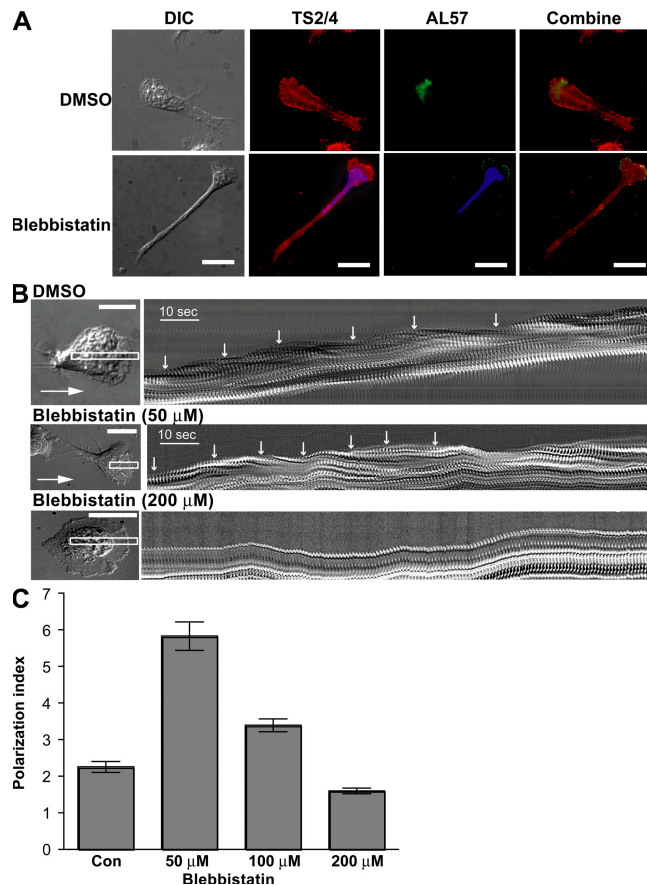 A
DIC TS2/4 AL57 Combine
DMSO
Blebbistatin
B
DMSO
10 sec
Blebbistatin (50 μM)
10 sec
Blebbistatin (200 μM)
C
Polarization index
7
6
5
4
3
2
1
0
Con 50 μM 100 μM 200 μM
Blebbistatin